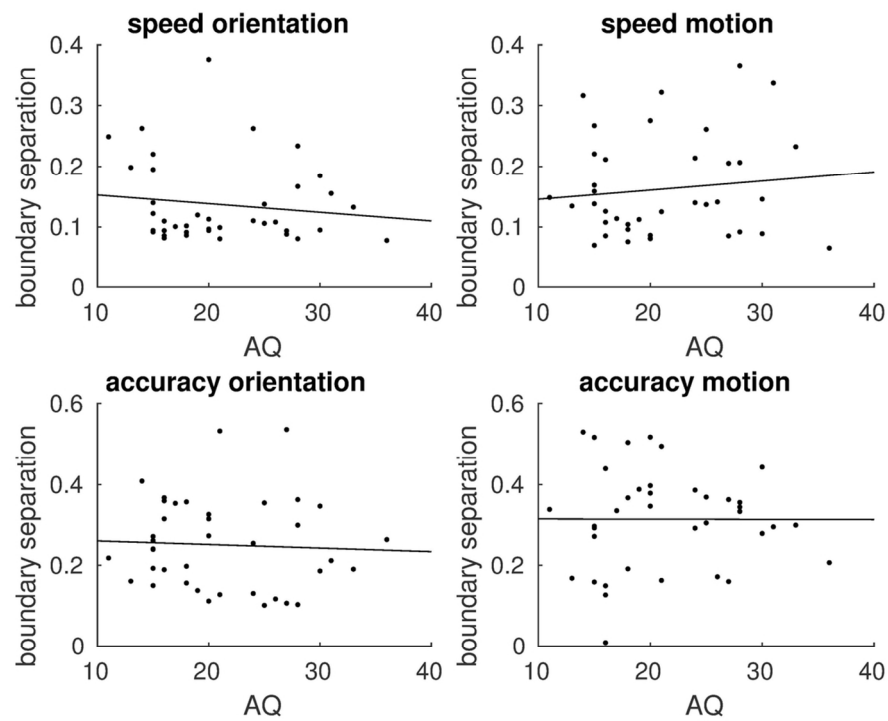 speed orientation
boundary separation
0.4
0.3
0.2
0.1
0
10 20 30 40
AQ
speed motion
boundary separation
0.4
0.3
0.2
0.1
0
10 20 30 40
AQ
accuracy orientation
boundary separation
0.6
0.4
0.2
0
10 20 30 40
AQ
accuracy motion
boundary separation
0.6
0.4
0.2
0
10 20 30 40
AQ